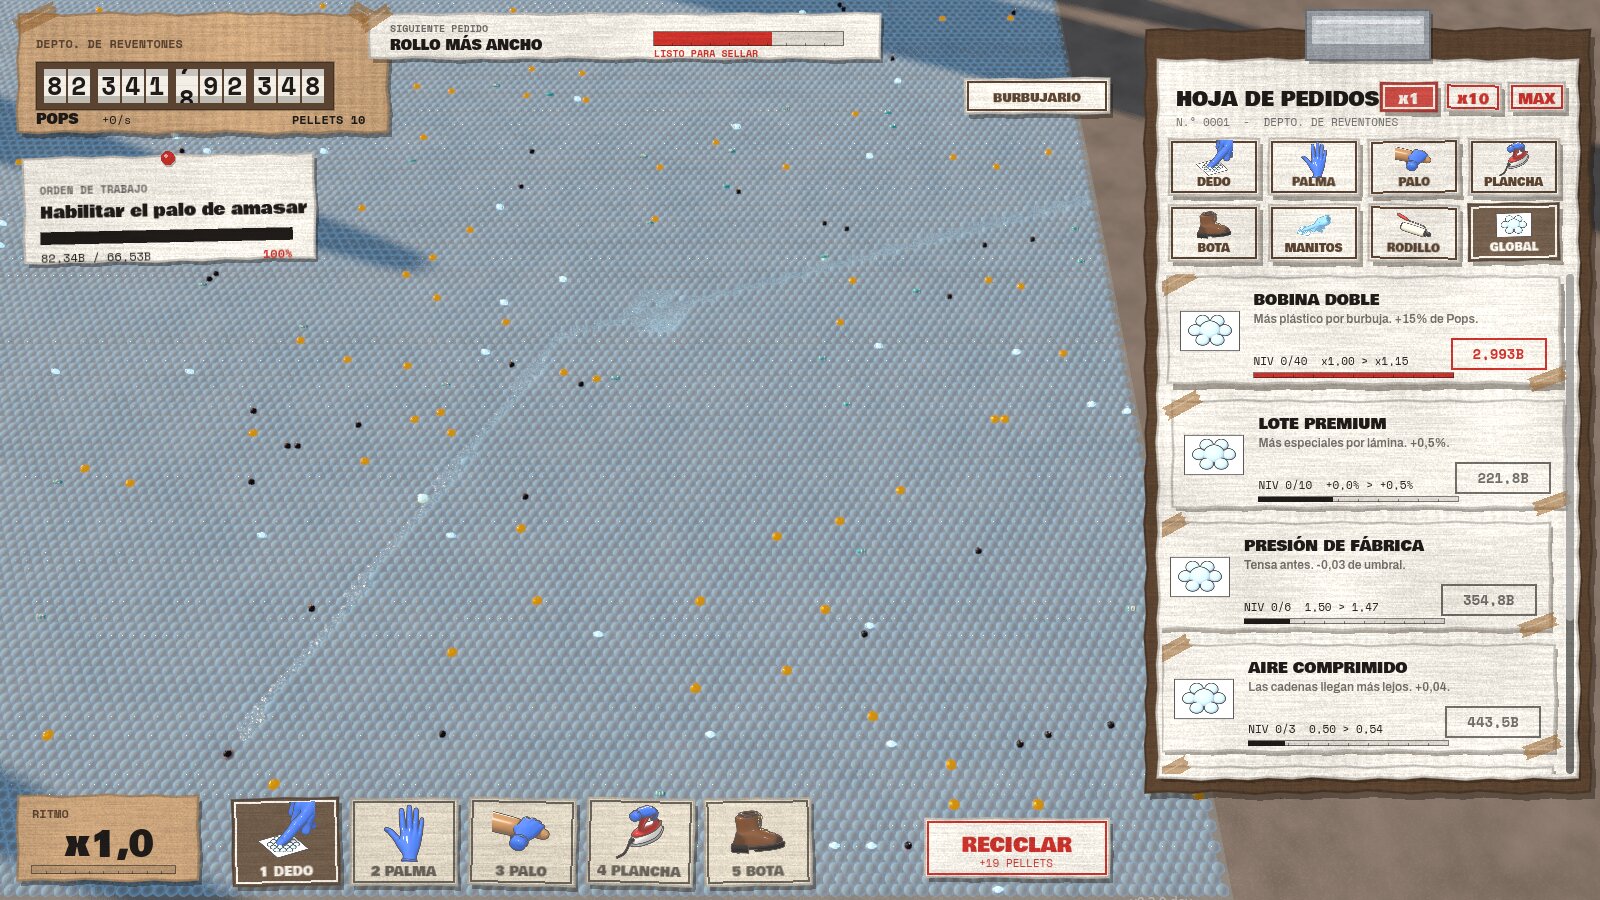 DEPTO. DE REVENTONES
82 341 892 348
POPS +0/s PELLETS 10
SIGUIENTE PEDIDO
ROLLO MÁS ANCHO
LISTO PARA SELLAR
BURBUJARIO
ORDEN DE TRABAJO
Habilitar el palo de amasar
82,34B / 66,53B 100%
HOJA DE PEDIDOS x1 x10 MAX
N.° 0001 - DEPTO. DE REVENTONES
DEDO PALMA PALO PLANCHA
BOTA MANITOS RODILLO GLOBAL
BOBINA DOBLE
Más plástico por burbuja. +15% de Pops.
NIV 0/40 x1,00 > x1,15 2,993B
LOTE PREMIUM
Más especiales por lámina. +0,5%.
NIV 0/10 +0,0% > +0,5% 221,8B
PRESIÓN DE FÁBRICA
Tensa antes. -0,03 de umbral.
NIV 0/6 1,50 > 1,47 354,8B
AIRE COMPRIMIDO
Las cadenas llegan más lejos. +0,04.
NIV 0/3 0,50 > 0,54 443,5B
RITMO
x1,0
1 DEDO 2 PALMA 3 PALO 4 PLANCHA 5 BOTA
RECICLAR
+19 PELLETS